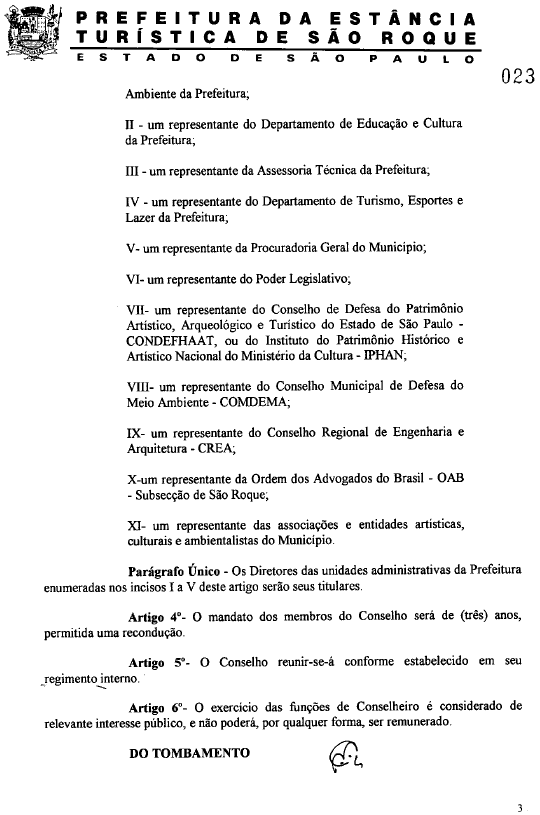 PREFEITURA DA ESTÂNCIA
TURÍSTICA DE SÃO ROQUE
ESTADO DE SÃO PAULO
023
Ambiente da Prefeitura;
II - um representante do Departamento de Educação e Cultura
da Prefeitura;
III - um representante da Assessoria Técnica da Prefeitura;
IV - um representante do Departamento de Turismo, Esportes e
Lazer da Prefeitura;
V- um representante da Procuradoria Geral do Município;
VI- um representante do Poder Legislativo;
VII- um representante do Conselho de Defesa do Patrimônio
Artístico, Arqueológico e Turístico do Estado de São Paulo -
CONDEFHAAT, ou do Instituto do Patrimônio Histórico e
Artístico Nacional do Ministério da Cultura - IPHAN;
VIII- um representante do Conselho Municipal de Defesa do
Meio Ambiente - COMDEMA;
IX- um representante do Conselho Regional de Engenharia e
Arquitetura - CREA;
X-um representante da Ordem dos Advogados do Brasil - OAB
- Subsecção de São Roque;
XI- um representante das associações e entidades artísticas,
culturais e ambientalistas do Município.
Parágrafo Único - Os Diretores das unidades administrativas da Prefeitura
enumeradas nos incisos I a V deste artigo serão seus titulares.
Artigo 4º- O mandato dos membros do Conselho será de (três) anos,
permitida uma recondução.
Artigo 5º- O Conselho reunir-se-á conforme estabelecido em seu
regimento interno.
Artigo 6º- O exercício das funções de Conselheiro é considerado de
relevante interesse público, e não poderá, por qualquer forma, ser remunerado.
DO TOMBAMENTO
3